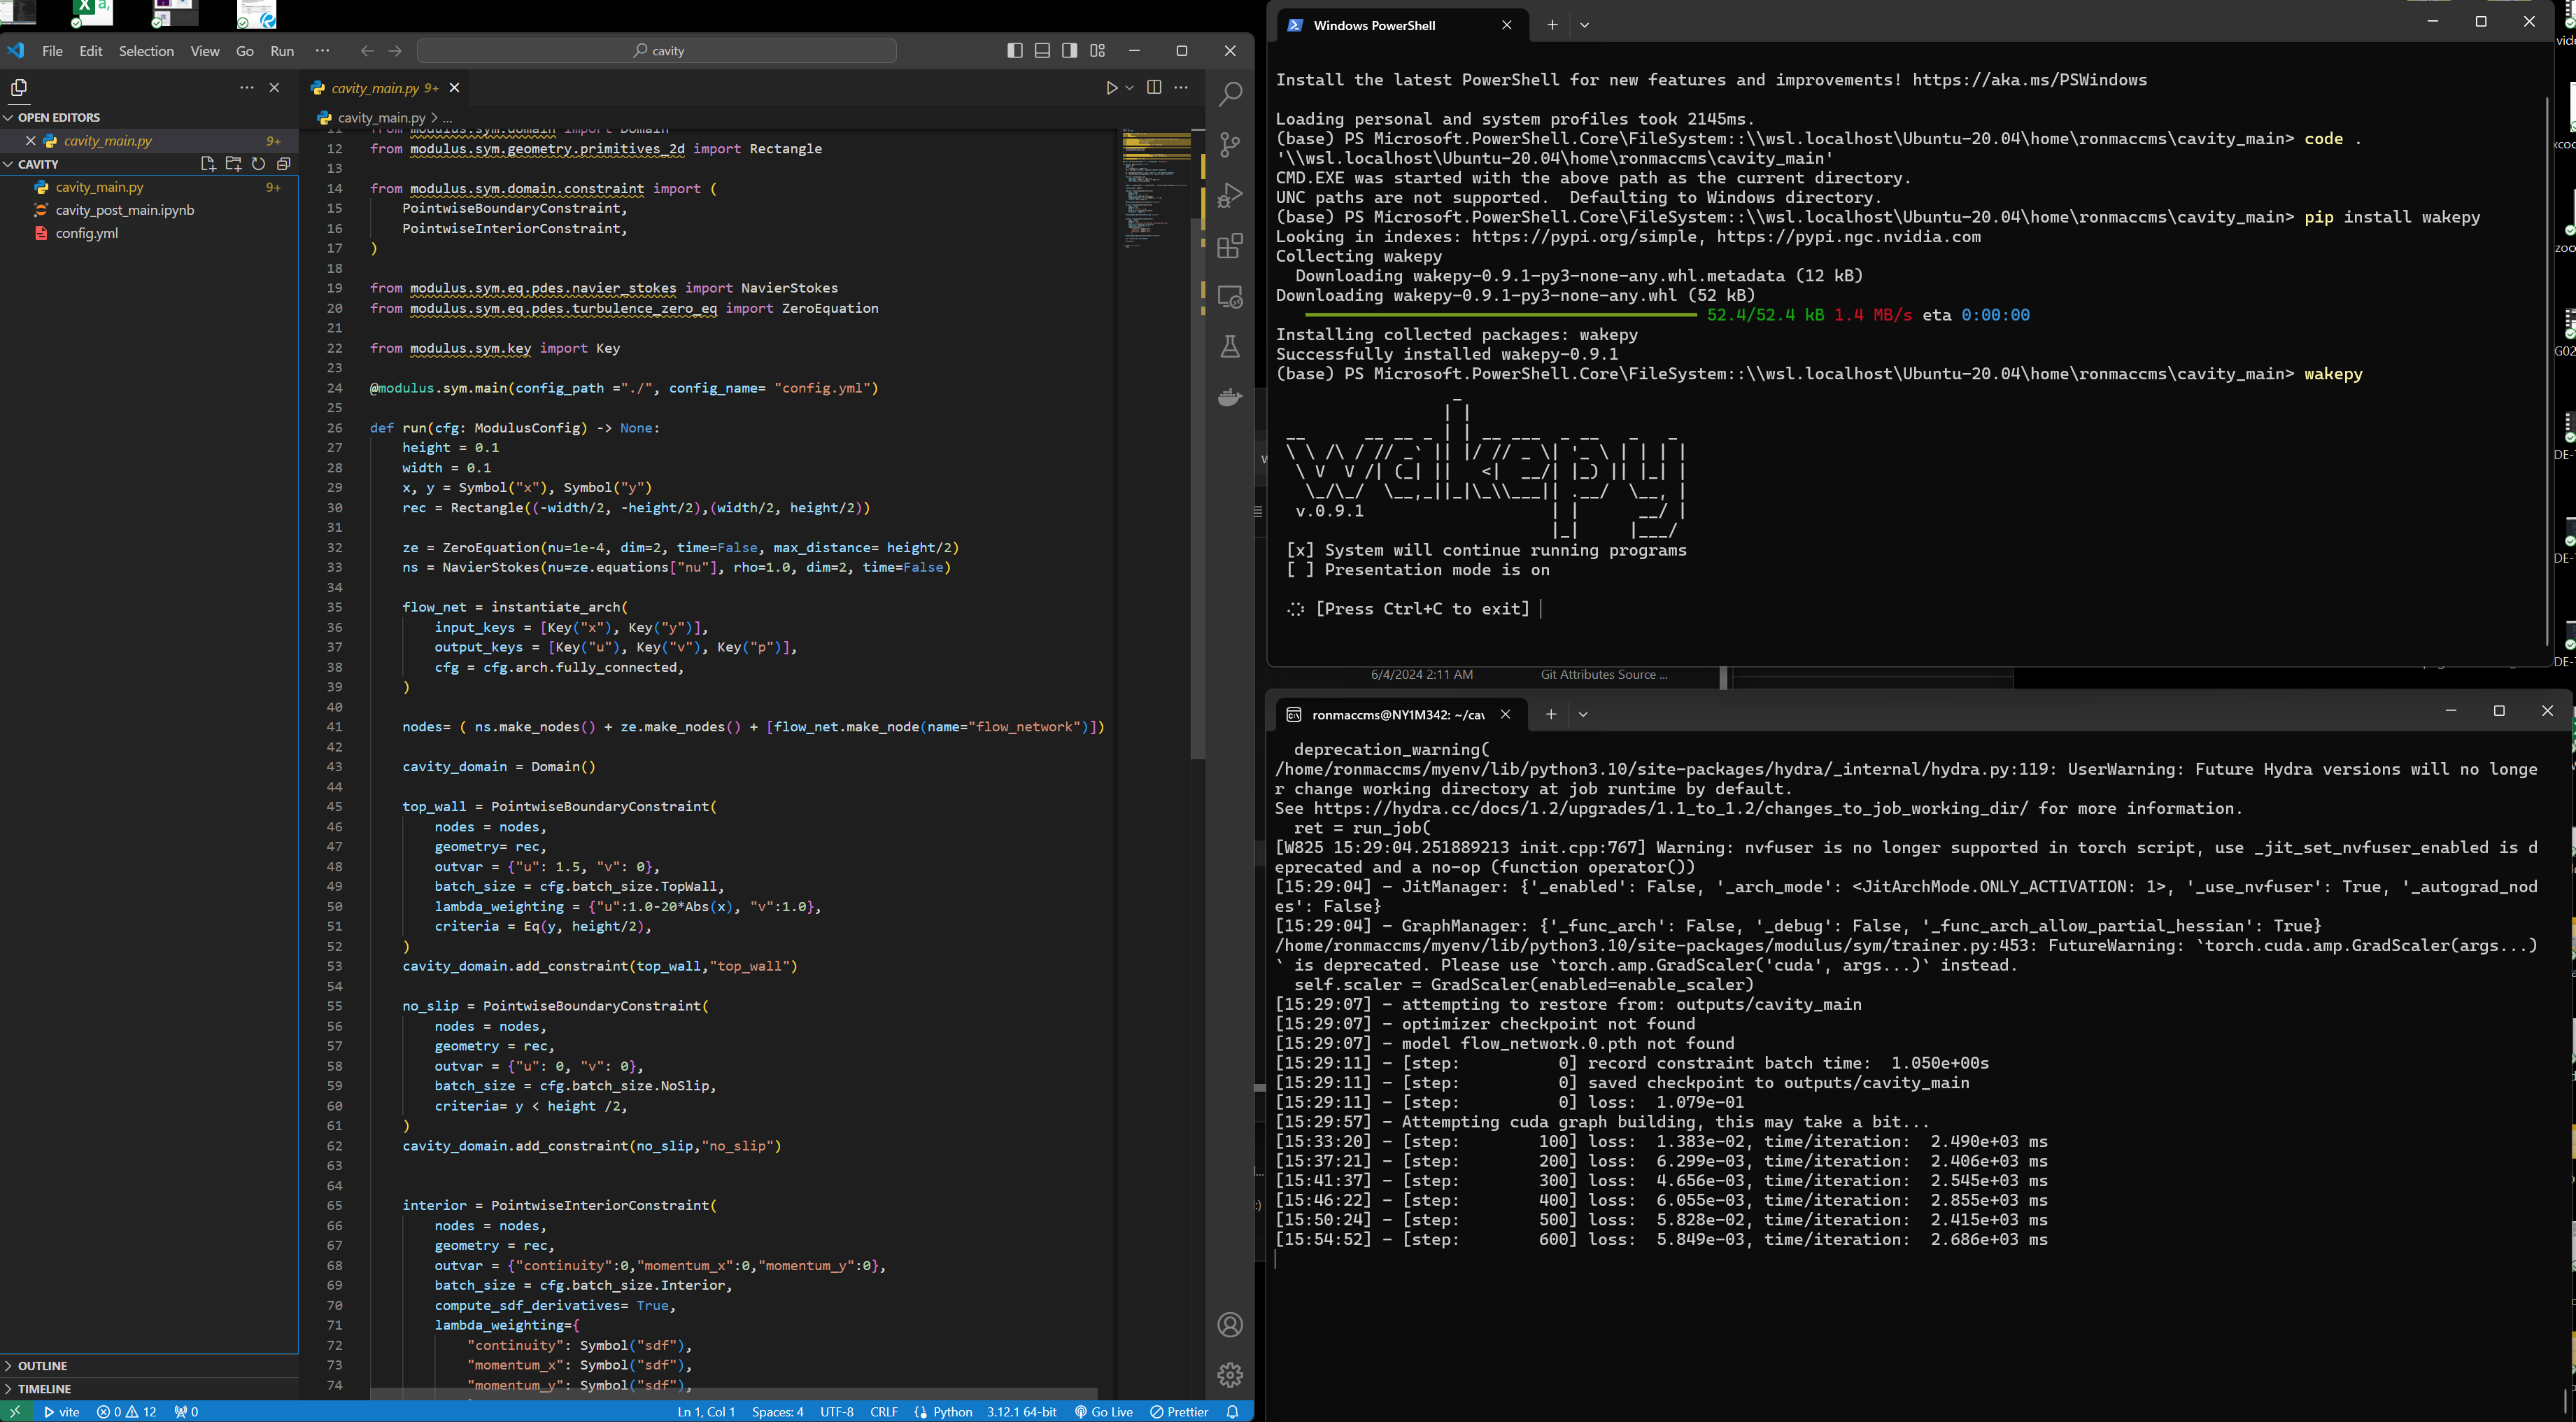 File Edit Selection View Go Run ··· cavity
OPEN EDITORS
cavity_main.py 9+
CAVITY
cavity_main.py 9+
cavity_post_main.ipynb
config.yml
OUTLINE
TIMELINE
cavity_main.py 9+
cavity_main.py > ...
11 from modulus.sym.domain import Domain
12 from modulus.sym.geometry.primitives_2d import Rectangle
13
14 from modulus.sym.domain.constraint import (
15 PointwiseBoundaryConstraint,
16 PointwiseInteriorConstraint,
17 )
18
19 from modulus.sym.eq.pdes.navier_stokes import NavierStokes
20 from modulus.sym.eq.pdes.turbulence_zero_eq import ZeroEquation
21
22 from modulus.sym.key import Key
23
24 @modulus.sym.main(config_path ="./", config_name= "config.yml")
25
26 def run(cfg: ModulusConfig) -> None:
27 height = 0.1
28 width = 0.1
29 x, y = Symbol("x"), Symbol("y")
30 rec = Rectangle((-width/2, -height/2),(width/2, height/2))
31
32 ze = ZeroEquation(nu=1e-4, dim=2, time=False, max_distance= height/2)
33 ns = NavierStokes(nu=ze.equations["nu"], rho=1.0, dim=2, time=False)
34
35 flow_net = instantiate_arch(
36 input_keys = [Key("x"), Key("y")],
37 output_keys = [Key("u"), Key("v"), Key("p")],
38 cfg = cfg.arch.fully_connected,
39 )
40
41 nodes= ( ns.make_nodes() + ze.make_nodes() + [flow_net.make_node(name="flow_network")])
42
43 cavity_domain = Domain()
44
45 top_wall = PointwiseBoundaryConstraint(
46 nodes = nodes,
47 geometry= rec,
48 outvar = {"u": 1.5, "v": 0},
49 batch_size = cfg.batch_size.TopWall,
50 lambda_weighting = {"u":1.0-20*Abs(x), "v":1.0},
51 criteria = Eq(y, height/2),
52 )
53 cavity_domain.add_constraint(top_wall,"top_wall")
54
55 no_slip = PointwiseBoundaryConstraint(
56 nodes = nodes,
57 geometry = rec,
58 outvar = {"u": 0, "v": 0},
59 batch_size = cfg.batch_size.NoSlip,
60 criteria= y < height /2,
61 )
62 cavity_domain.add_constraint(no_slip,"no_slip")
63
64
65 interior = PointwiseInteriorConstraint(
66 nodes = nodes,
67 geometry = rec,
68 outvar = {"continuity":0,"momentum_x":0,"momentum_y":0},
69 batch_size = cfg.batch_size.Interior,
70 compute_sdf_derivatives= True,
71 lambda_weighting={
72 "continuity": Symbol("sdf"),
73 "momentum_x": Symbol("sdf"),
74 "momentum_y": Symbol("sdf"),
vite 0 12 0 Ln 1, Col 1 Spaces: 4 UTF-8 CRLF Python 3.12.1 64-bit Go Live Prettier
Windows PowerShell
Install the latest PowerShell for new features and improvements! https://aka.ms/PSWindows
Loading personal and system profiles took 2145ms.
(base) PS Microsoft.PowerShell.Core\FileSystem::\\wsl.localhost\Ubuntu-20.04\home\ronmaccms\cavity_main> code .
'\\wsl.localhost\Ubuntu-20.04\home\ronmaccms\cavity_main'
CMD.EXE was started with the above path as the current directory.
UNC paths are not supported. Defaulting to Windows directory.
(base) PS Microsoft.PowerShell.Core\FileSystem::\\wsl.localhost\Ubuntu-20.04\home\ronmaccms\cavity_main> pip install wakepy
Looking in indexes: https://pypi.org/simple, https://pypi.ngc.nvidia.com
Collecting wakepy
Downloading wakepy-0.9.1-py3-none-any.whl.metadata (12 kB)
Downloading wakepy-0.9.1-py3-none-any.whl (52 kB)
52.4/52.4 kB 1.4 MB/s eta 0:00:00
Installing collected packages: wakepy
Successfully installed wakepy-0.9.1
(base) PS Microsoft.PowerShell.Core\FileSystem::\\wsl.localhost\Ubuntu-20.04\home\ronmaccms\cavity_main> wakepy
wakepy
v.0.9.1
[x] System will continue running programs
[ ] Presentation mode is on
[Press Ctrl+C to exit]
6/4/2024 2:11 AM Git Attributes Source ...
ronmaccms@NY1M342: ~/cav
deprecation_warning(
/home/ronmaccms/myenv/lib/python3.10/site-packages/hydra/_internal/hydra.py:119: UserWarning: Future Hydra versions will no longe
r change working directory at job runtime by default.
See https://hydra.cc/docs/1.2/upgrades/1.1_to_1.2/changes_to_job_working_dir/ for more information.
ret = run_job(
[W825 15:29:04.251889213 init.cpp:767] Warning: nvfuser is no longer supported in torch script, use _jit_set_nvfuser_enabled is d
eprecated and a no-op (function operator())
[15:29:04] - JitManager: {'_enabled': False, '_arch_mode': <JitArchMode.ONLY_ACTIVATION: 1>, '_use_nvfuser': True, '_autograd_nod
es': False}
[15:29:04] - GraphManager: {'_func_arch': False, '_debug': False, '_func_arch_allow_partial_hessian': True}
/home/ronmaccms/myenv/lib/python3.10/site-packages/modulus/sym/trainer.py:453: FutureWarning: `torch.cuda.amp.GradScaler(args...)
` is deprecated. Please use `torch.amp.GradScaler('cuda', args...)` instead.
self.scaler = GradScaler(enabled=enable_scaler)
[15:29:07] - attempting to restore from: outputs/cavity_main
[15:29:07] - optimizer checkpoint not found
[15:29:07] - model flow_network.0.pth not found
[15:29:11] - [step: 0] record constraint batch time: 1.050e+00s
[15:29:11] - [step: 0] saved checkpoint to outputs/cavity_main
[15:29:11] - [step: 0] loss: 1.079e-01
[15:29:57] - Attempting cuda graph building, this may take a bit...
[15:33:20] - [step: 100] loss: 1.383e-02, time/iteration: 2.490e+03 ms
[15:37:21] - [step: 200] loss: 6.299e-03, time/iteration: 2.406e+03 ms
[15:41:37] - [step: 300] loss: 4.656e-03, time/iteration: 2.545e+03 ms
[15:46:22] - [step: 400] loss: 6.055e-03, time/iteration: 2.855e+03 ms
[15:50:24] - [step: 500] loss: 5.828e-02, time/iteration: 2.415e+03 ms
[15:54:52] - [step: 600] loss: 5.849e-03, time/iteration: 2.686e+03 ms